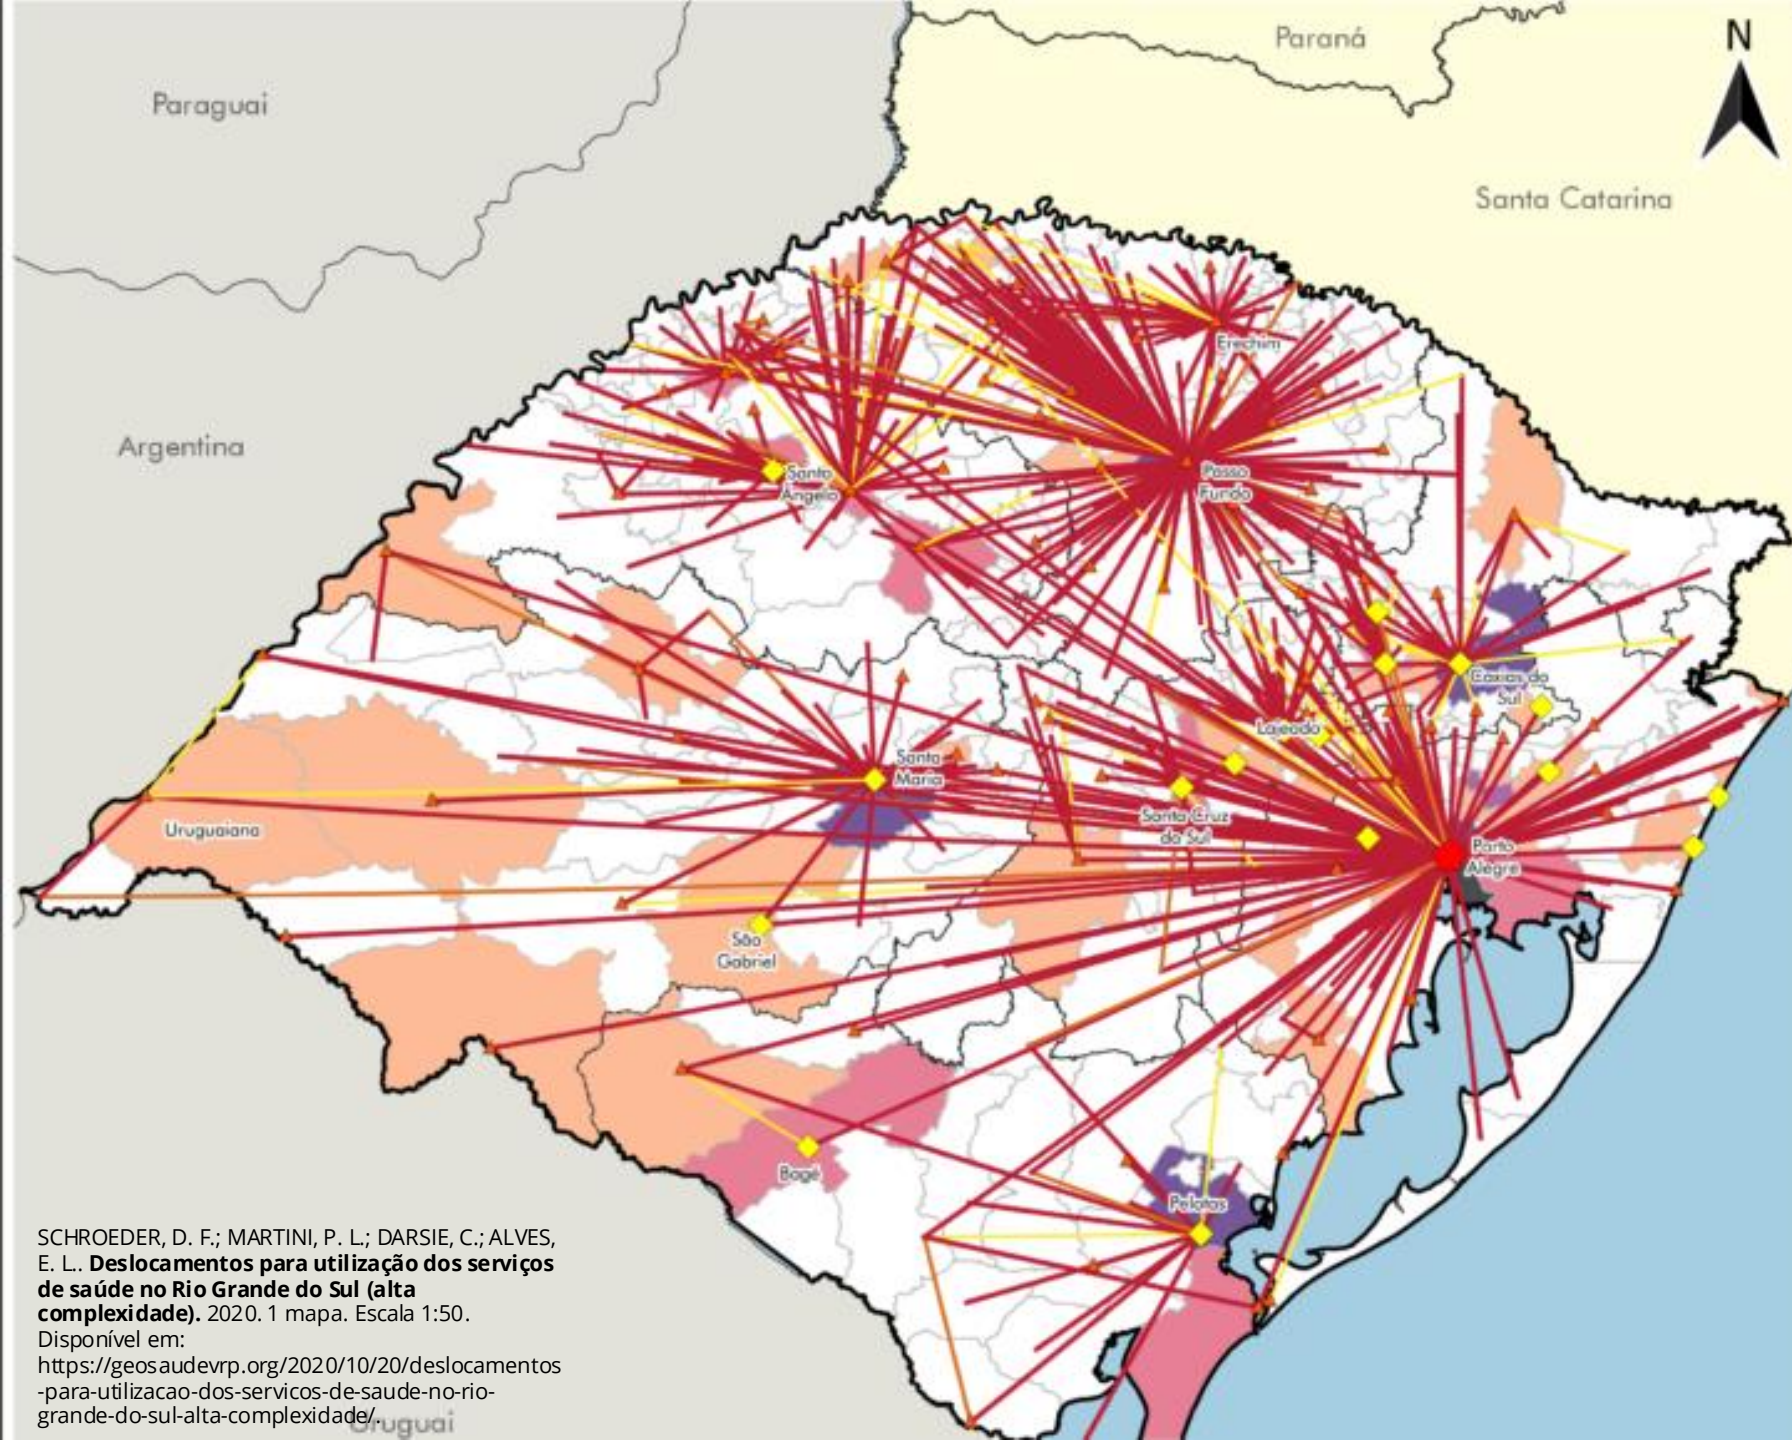 Paraná
N
Paraguai
Santa Catarina
Erechim
Argentina
Santo
Ângelo
Passo
Fundo
Caxias do
Sul
Lajeado
Santa
Maria
Santa Cruz
do Sul
Uruguaiana
Porto
Alegre
São
Gabriel
Bagé
Pelotas
SCHROEDER, D. F.; MARTINI, P. L.; DARSIE, C.; ALVES,
E. L.. Deslocamentos para utilização dos serviços
de saúde no Rio Grande do Sul (alta
complexidade). 2020. 1 mapa. Escala 1:50.
Disponível em:
https://geosaudevrp.org/2020/10/20/deslocamentos
-para-utilizacao-dos-servicos-de-saude-no-rio-
grande-do-sul-alta-complexidade/.
Uruguai